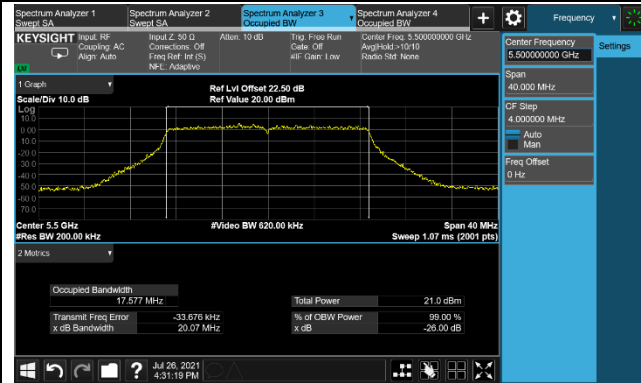 Spectrum Analyzer 1
Swept SA
Spectrum Analyzer 2
Swept SA
Spectrum Analyzer 3
Occupied BW
Spectrum Analyzer 4
Occupied BW
+
Frequency
KEYSIGHT
Input: RF
Coupling: AC
Align: Auto
Input Z: 50 Ω
Corrections: Off
Freq Ref: Int (S)
NFE: Adaptive
Atten: 10 dB
Trig: Free Run
Gate: Off
#IF Gain: Low
Center Freq: 5.500000000 GHz
Avg|Hold:>10/10
Radio Std: None
LM
Center Frequency
5.500000000 GHz
Settings
Span
40.000 MHz
CF Step
4.000000 MHz
Auto
Man
Freq Offset
0 Hz
1 Graph
Scale/Div 10.0 dB
Ref Lvl Offset 22.50 dB
Ref Value 20.00 dBm
Log
10.0
0.00
-10.0
-20.0
-30.0
-40.0
-50.0
-60.0
-70.0
Center 5.5 GHz
#Res BW 200.00 kHz
#Video BW 620.00 kHz
Span 40 MHz
Sweep 1.07 ms (2001 pts)
2 Metrics
Occupied Bandwidth
17.577 MHz
Total Power
21.0 dBm
Transmit Freq Error
-33.676 kHz
% of OBW Power
99.00 %
x dB Bandwidth
20.07 MHz
x dB
-26.00 dB
?
Jul 26, 2021
4:31:19 PM